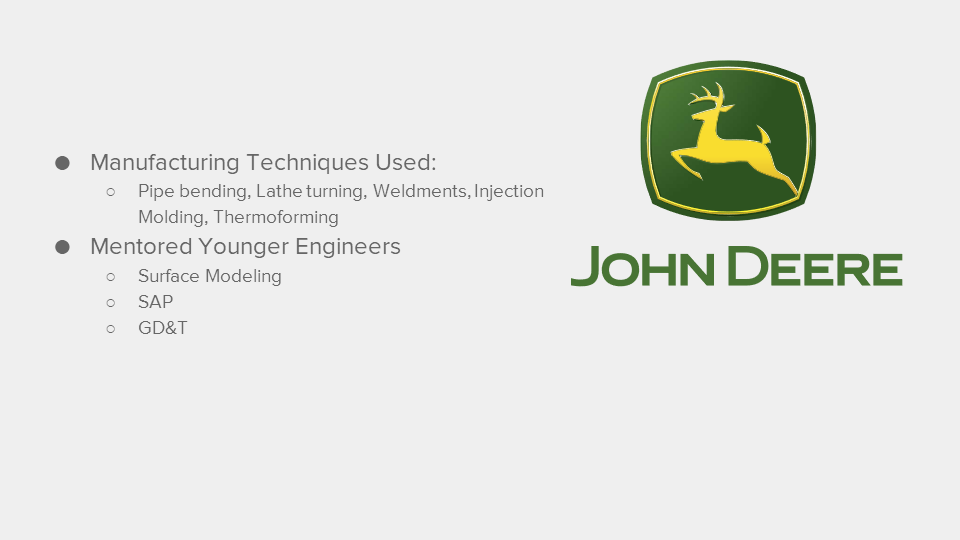 ● Manufacturing Techniques Used:
○ Pipe bending, Lathe turning, Weldments, Injection
Molding, Thermoforming
● Mentored Younger Engineers
○ Surface Modeling
○ SAP
○ GD&T
JOHN DEERE